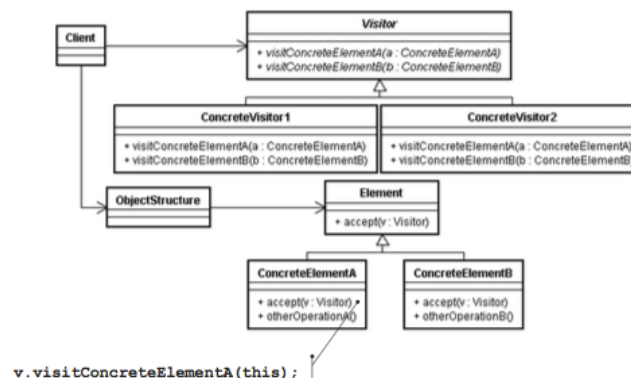 Visitor
Client
+ visitConcreteElementA(a : ConcreteElementA)
+ visitConcreteElementB(b : ConcreteElementB)
ConcreteVisitor1
ConcreteVisitor2
+ visitConcreteElementA(a : ConcreteElementA)
+ visitConcreteElementB(b : ConcreteElementB)
+ visitConcreteElementA(a : ConcreteElementA)
+ visitConcreteElementB(b : ConcreteElementB
ObjectStructure
Element
+ accept(v : Visitor)
ConcreteElementA
+ accept(v : Visitor)
+ otherOperationA()
ConcreteElementB
+ accept(v : Visitor)
+ otherOperationB()
v.visitConcreteElementA(this);